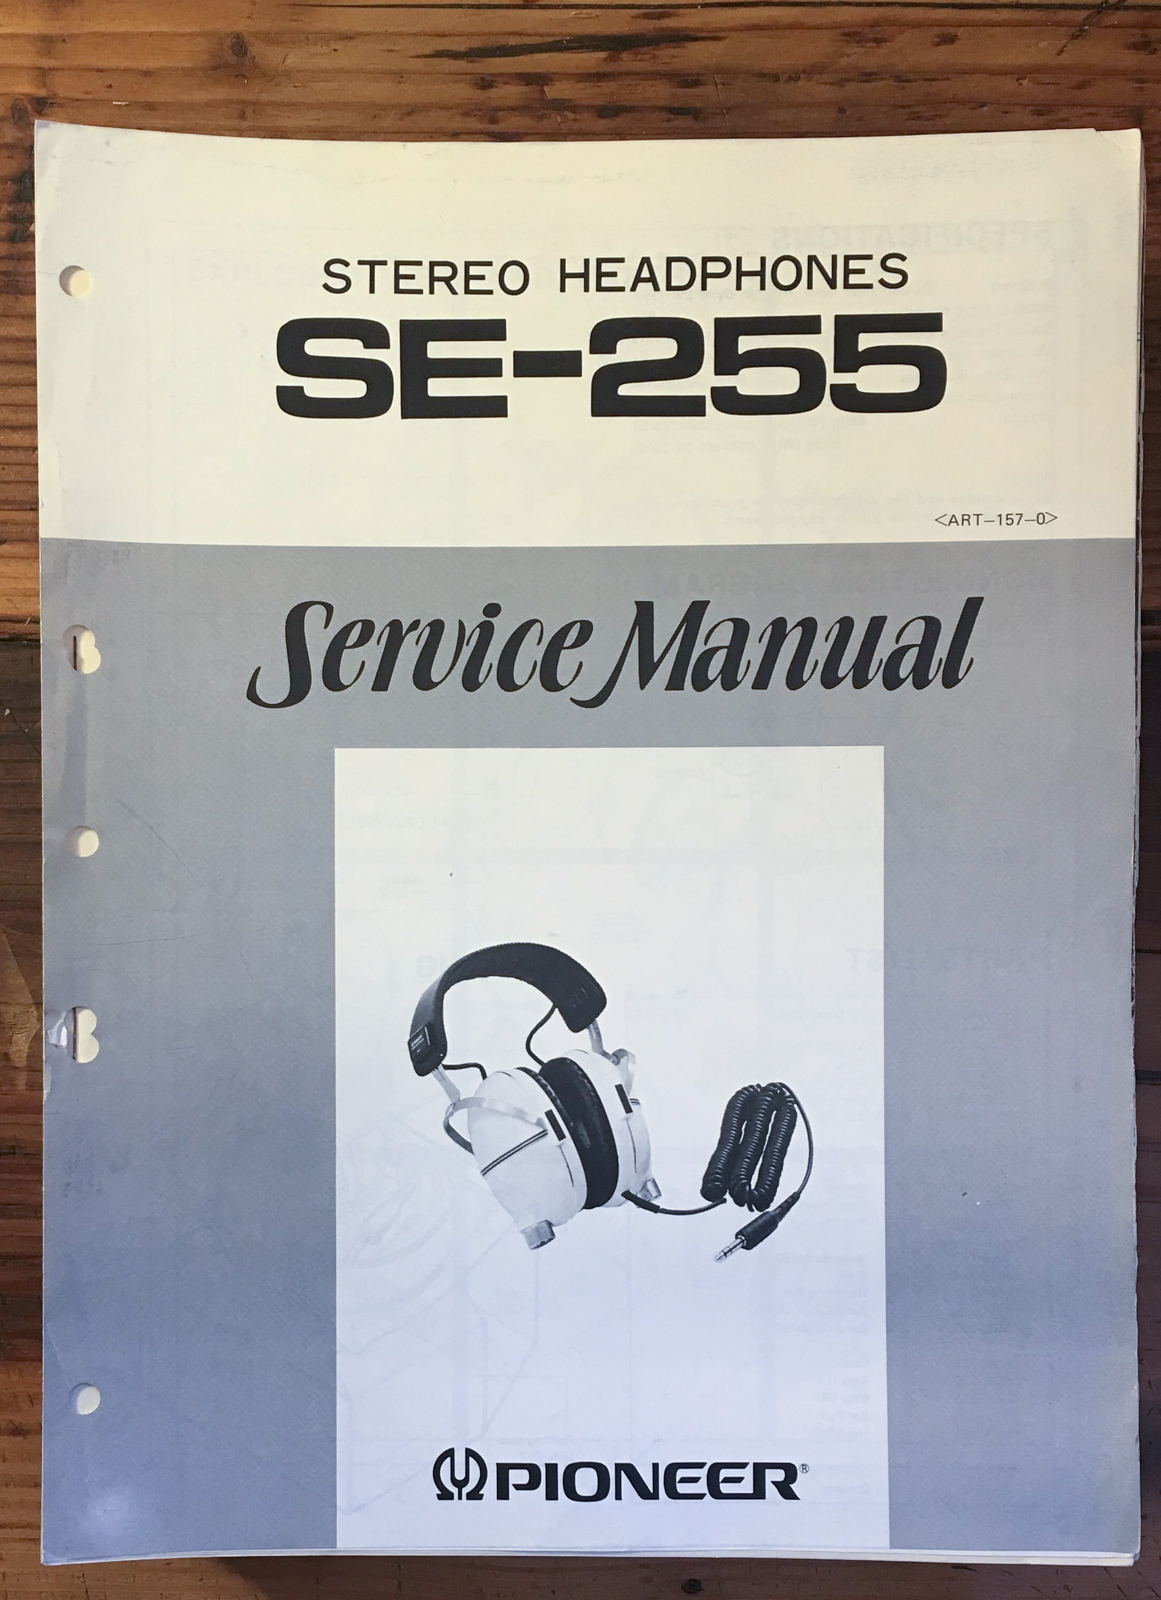 STEREO HEADPHONES
SE-255
<ART-157-0>
Service Manual
PIONEER®